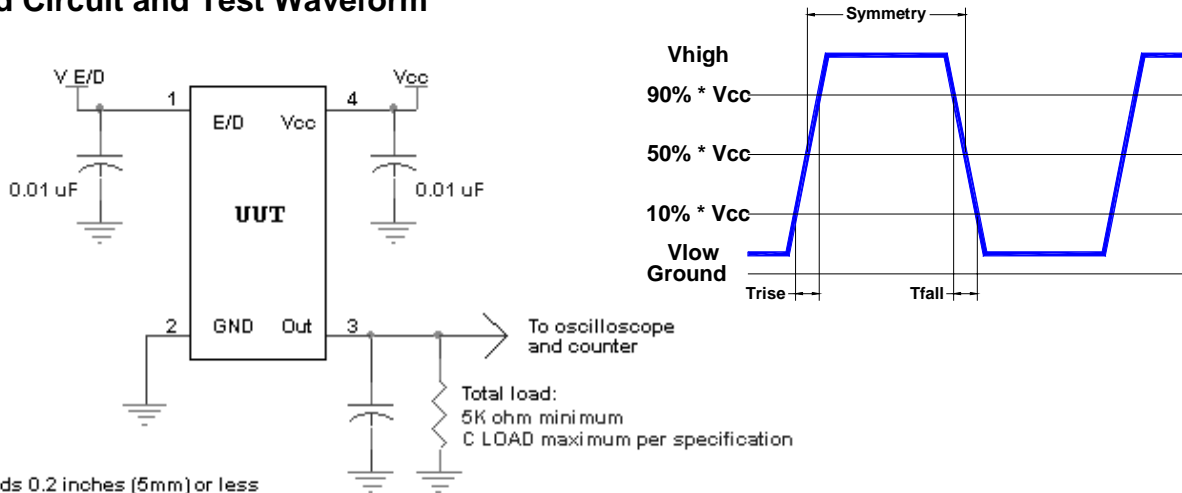 d Circuit and Test Waveform
V E/D
1
4
Vcc
E/D
Vcc
0.01 uF
0.01 uF
UUT
2
GND
Out
3
To oscilloscope
and counter
Total load:
5K ohm minimum
C LOAD maximum per specification
ds 0.2 inches (5mm) or less
Symmetry
Vhigh
90% * Vcc
50% * Vcc
10% * Vcc
Vlow
Ground
Trise
Tfall